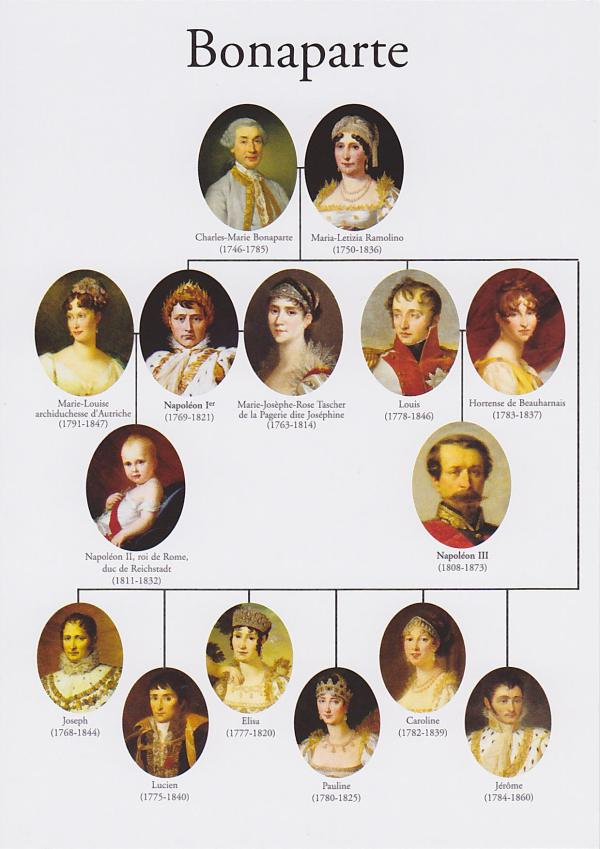 Bonaparte
Charles-Marie Bonaparte
(1746-1785)
Maria-Letizia Ramolino
(1750-1836)
Marie-Louise
archiduchesse d'Autriche
(1791-1847)
Napoléon Ier
(1769-1821)
Marie-Josèphe-Rose Tascher
de la Pagerie dite Joséphine
(1763-1814)
Louis
(1778-1846)
Hortense de Beauharnais
(1783-1837)
Napoléon II, roi de Rome,
duc de Reichstadt
(1811-1832)
Napoléon III
(1808-1873)
Joseph
(1768-1844)
Lucien
(1775-1840)
Elisa
(1777-1820)
Pauline
(1780-1825)
Caroline
(1782-1839)
Jérôme
(1784-1860)